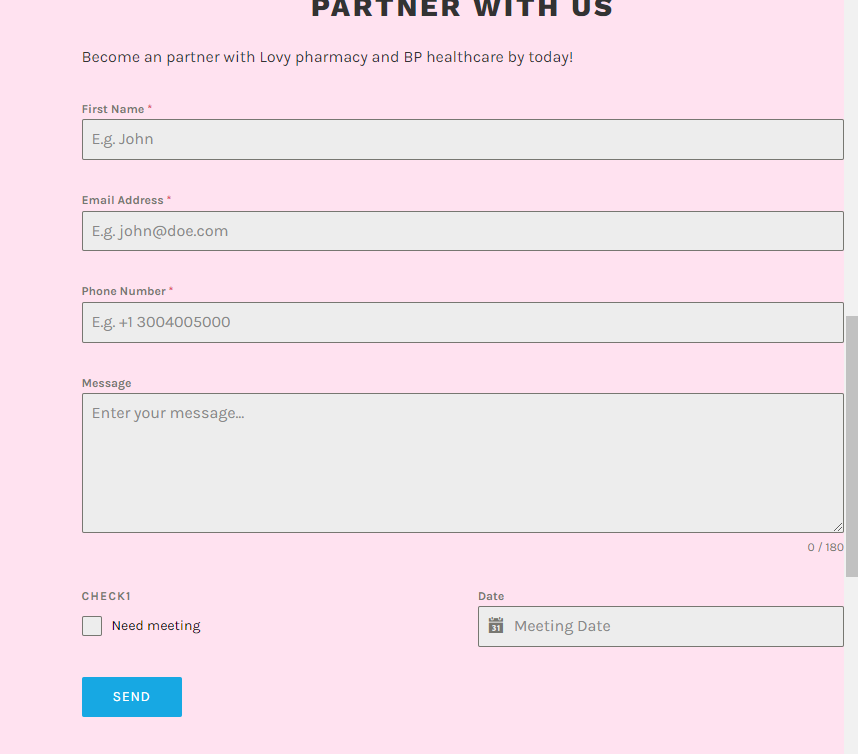 PARTNER WITH US
Become an partner with Lovy pharmacy and BP healthcare by today!
First Name *
E.g. John
Email Address *
E.g. john@doe.com
Phone Number *
E.g. +1 3004005000
Message
Enter your message...
0 / 180
CHECK1
Need meeting
Date
31 Meeting Date
SEND